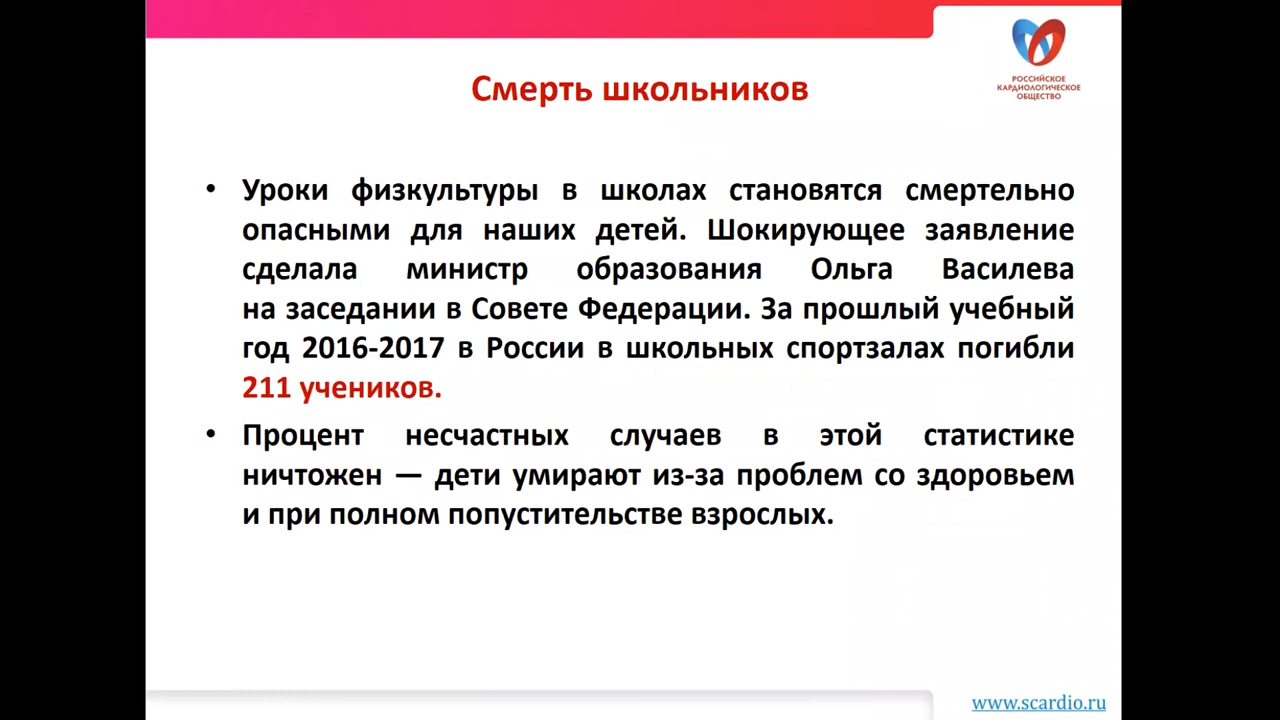 РОССИЙСКОЕ
КАРДИОЛОГИЧЕСКОЕ
ОБЩЕСТВО
Смерть школьников
• Уроки физкультуры в школах становятся смертельно
опасными для наших детей. Шокирующее заявление
сделала министр образования Ольга Василева
на заседании в Совете Федерации. За прошлый учебный
год 2016-2017 в России в школьных спортзалах погибли
211 учеников.
• Процент несчастных случаев в этой статистике
ничтожен — дети умирают из-за проблем со здоровьем
и при полном попустительстве взрослых.
www.scardio.ru